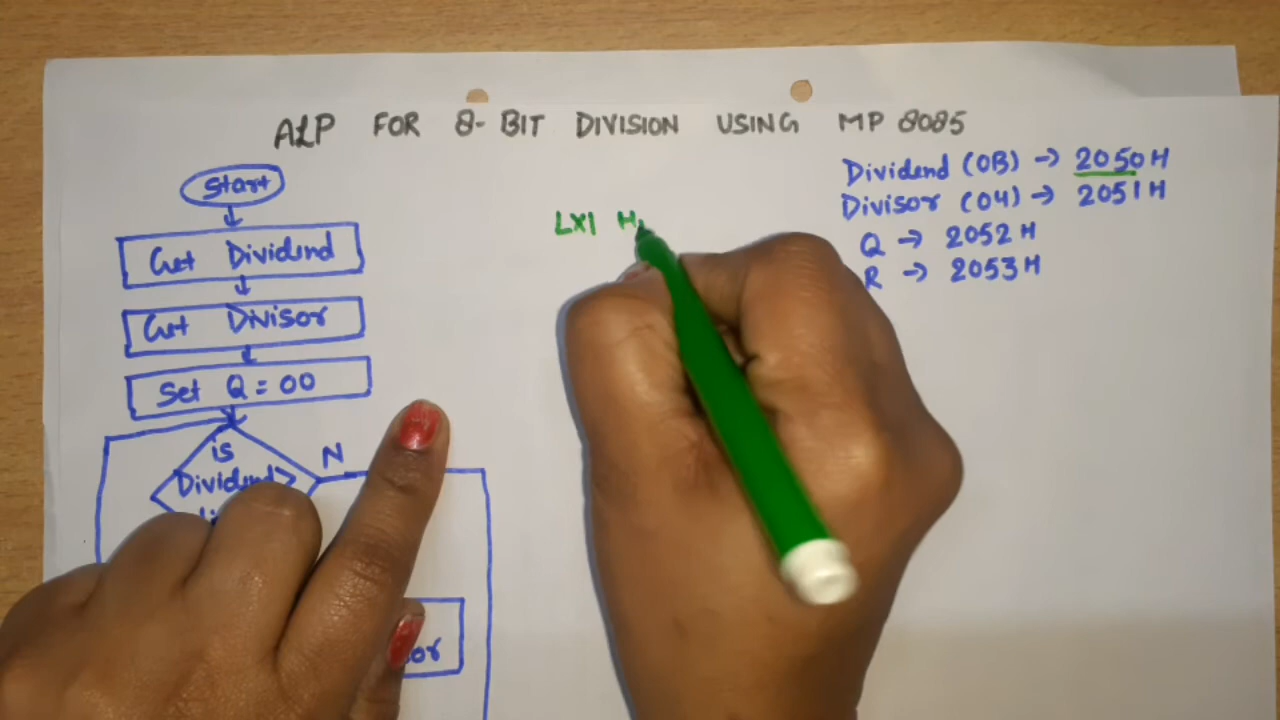 ALP FOR 8-BIT DIVISION USING MP 8085
Start
Get Dividend
Get Divisor
Set Q = 00
is
Dividend>
N
LXI H,
Dividend (0B) → 2050H
Divisor (04) → 2051H
Q → 2052H
R → 2053H